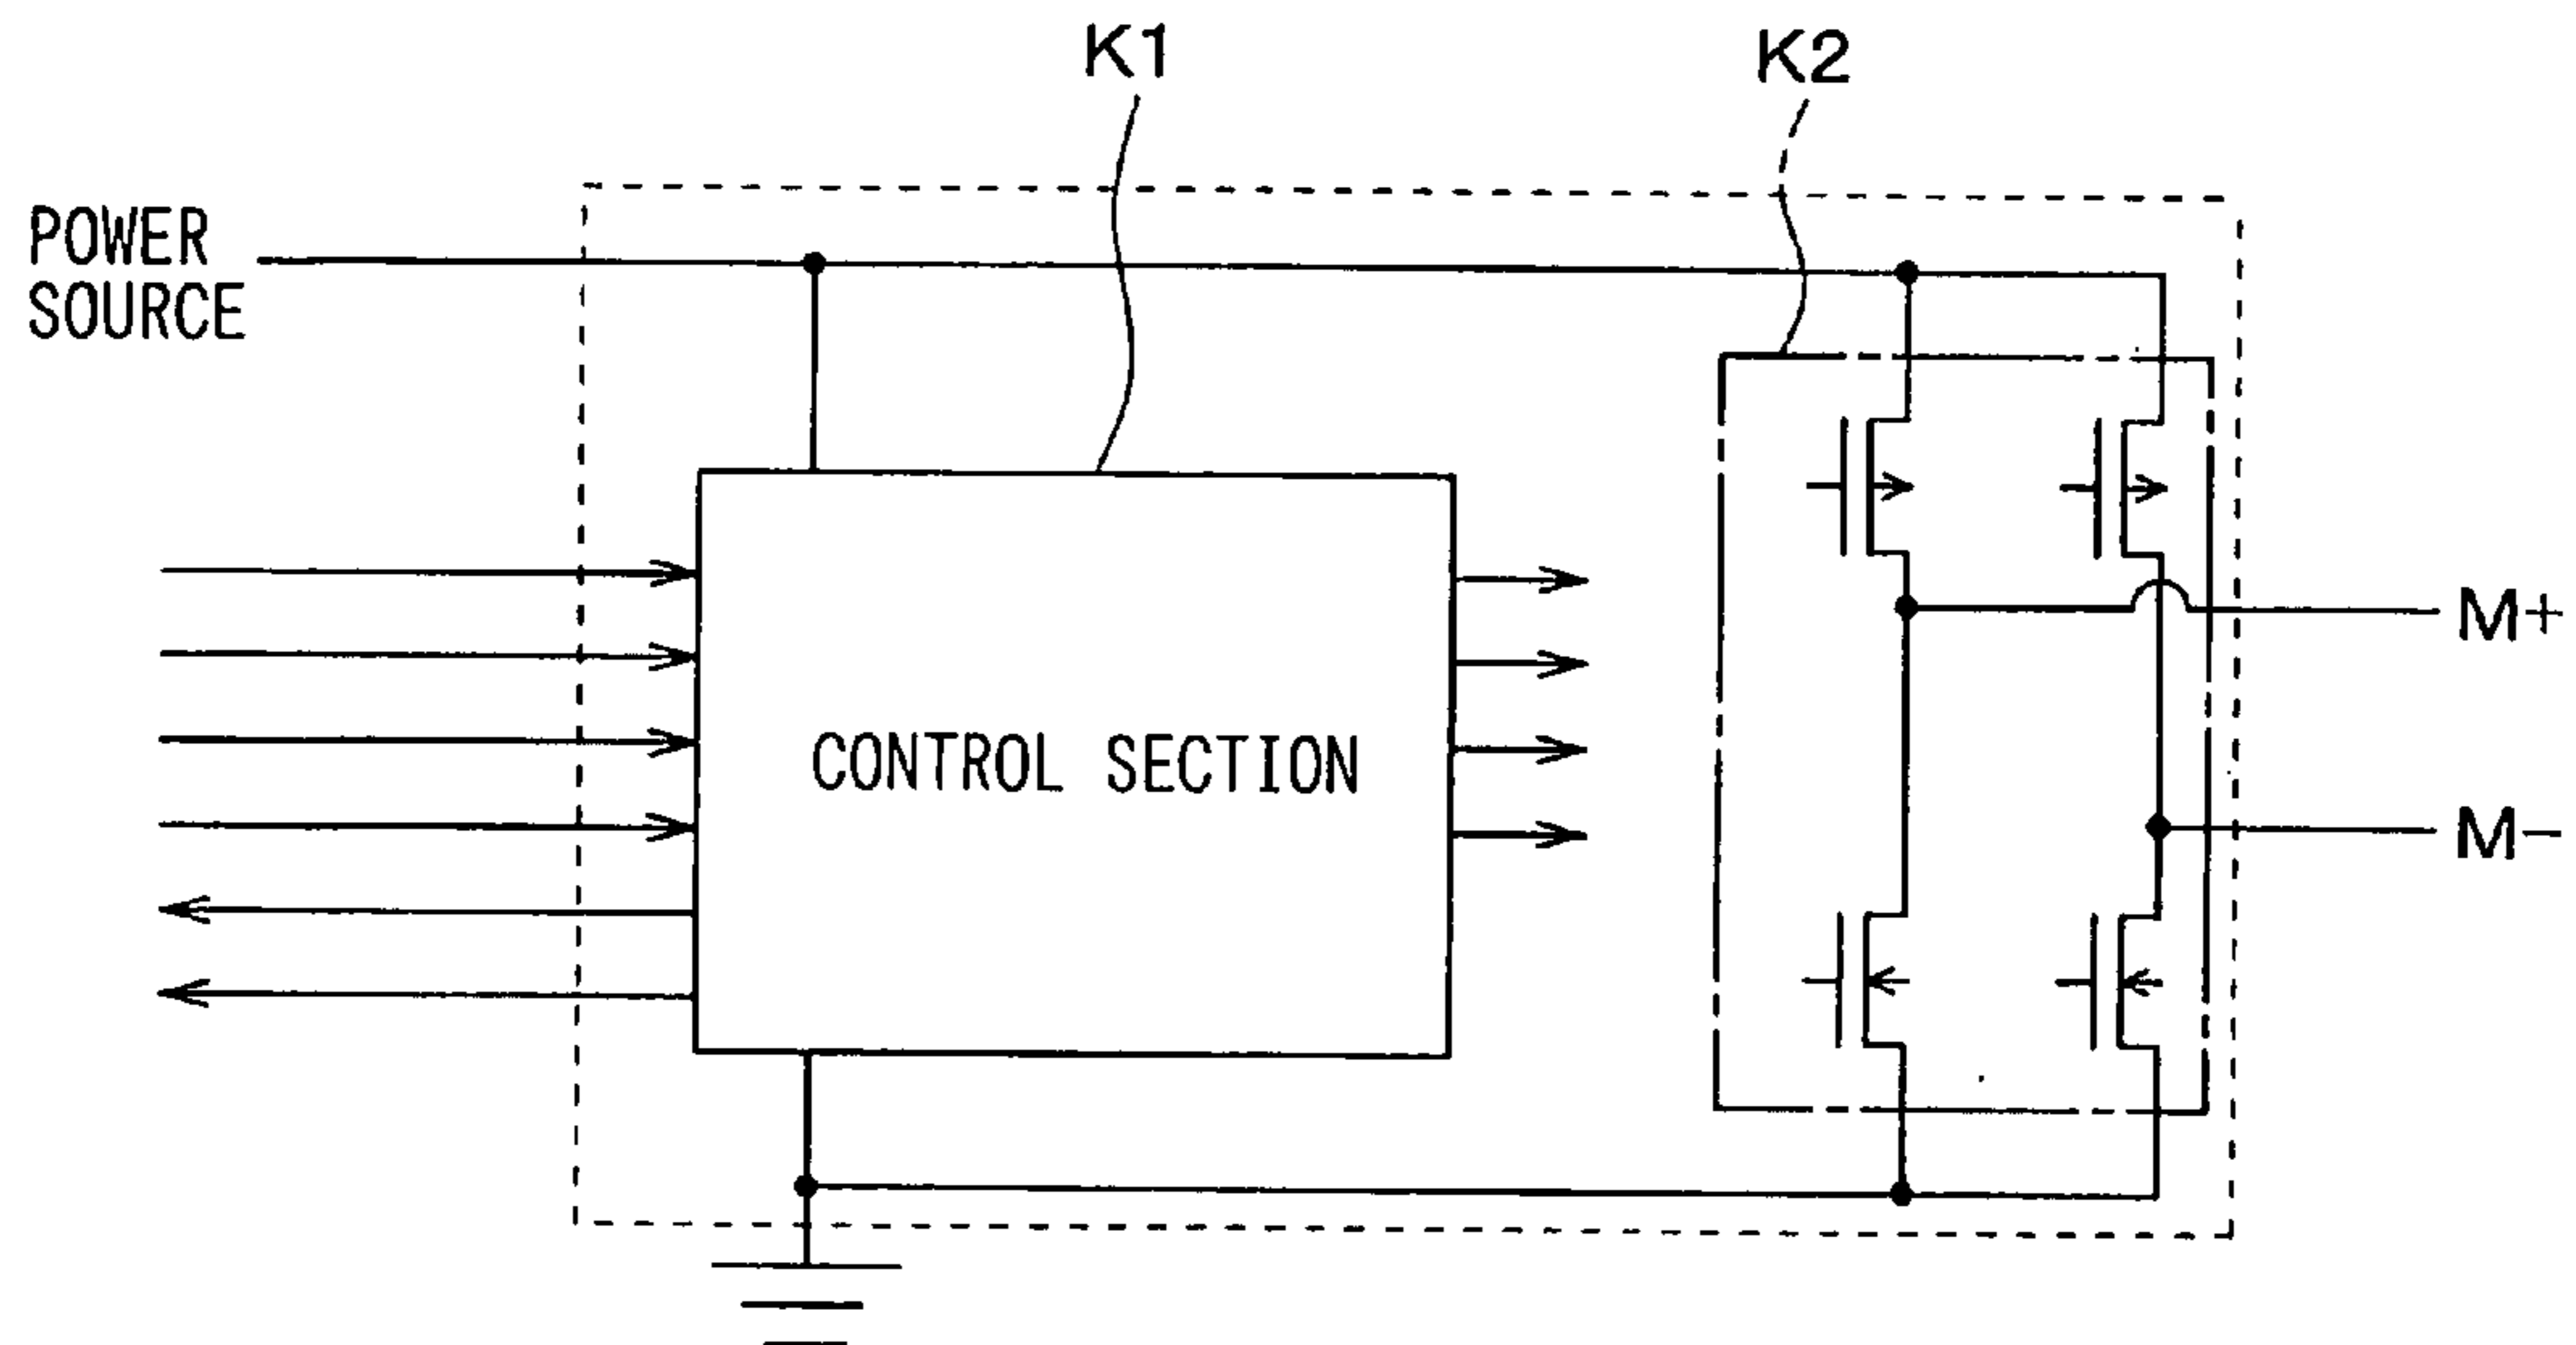 K1
K2
POWER
SOURCE
CONTROL SECTION
M+
M−